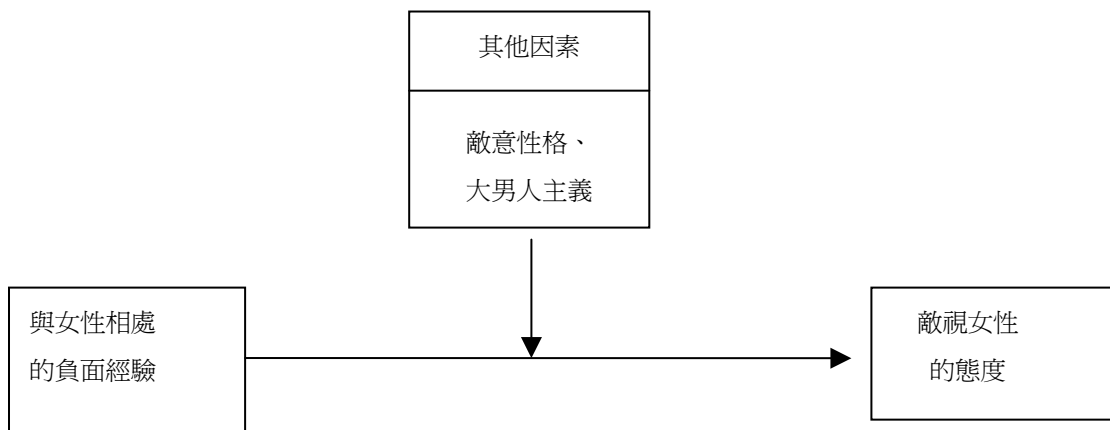 其他因素
敵意性格、
大男人主義
與女性相處
的負面經驗
敵視女性
的態度